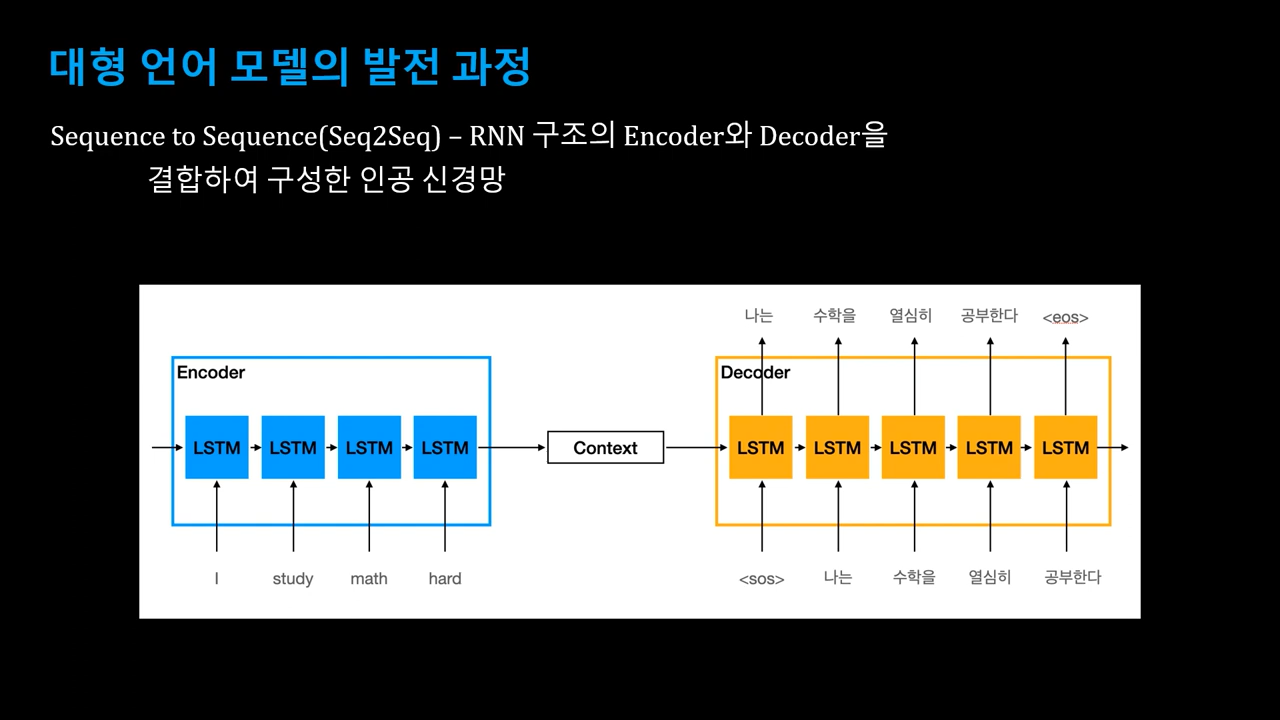 대형 언어 모델의 발전 과정
Sequence to Sequence(Seq2Seq) – RNN 구조의 Encoder와 Decoder을
결합하여 구성한 인공 신경망
나는 수학을 열심히 공부한다 <eos>
Encoder Decoder
LSTM LSTM LSTM LSTM Context LSTM LSTM LSTM LSTM LSTM
I study math hard <sos> 나는 수학을 열심히 공부한다